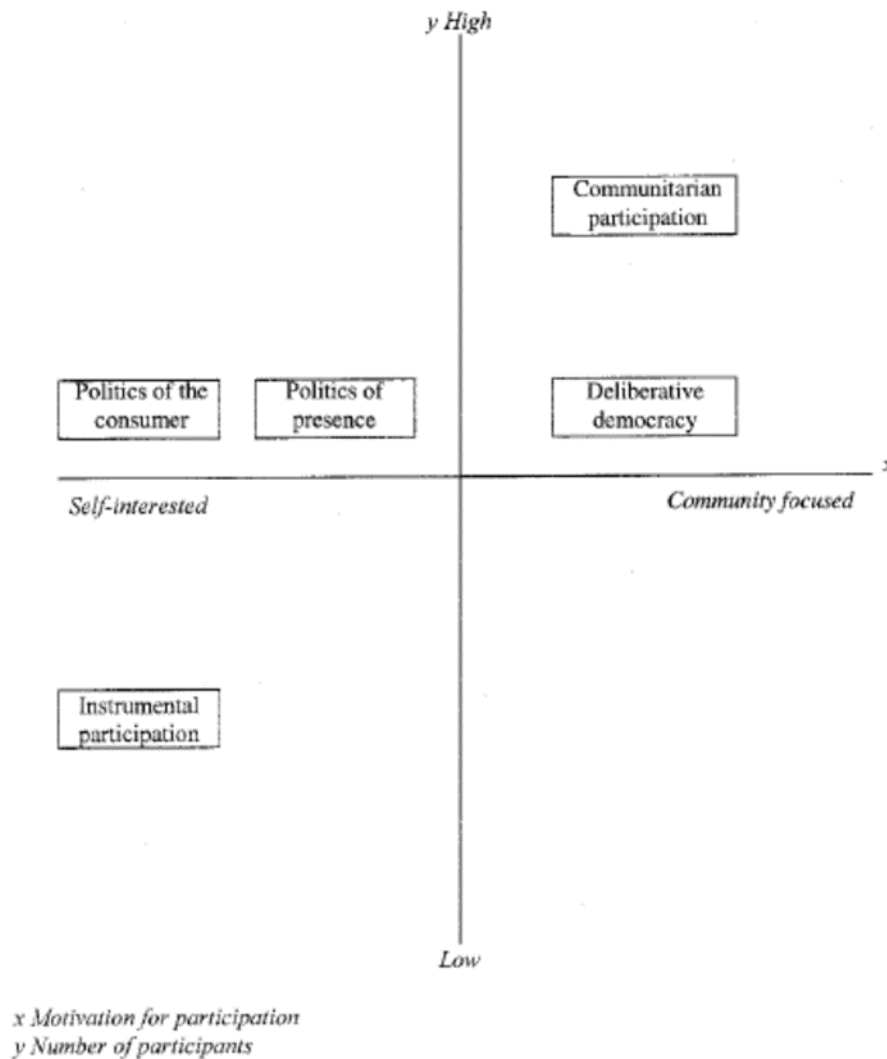 y High
Communitarian
participation
Politics of the
consumer
Politics of
presence
Deliberative
democracy
x
Self-interested
Community focused
Instrumental
participation
Low
x Motivation for participation
y Number of participants